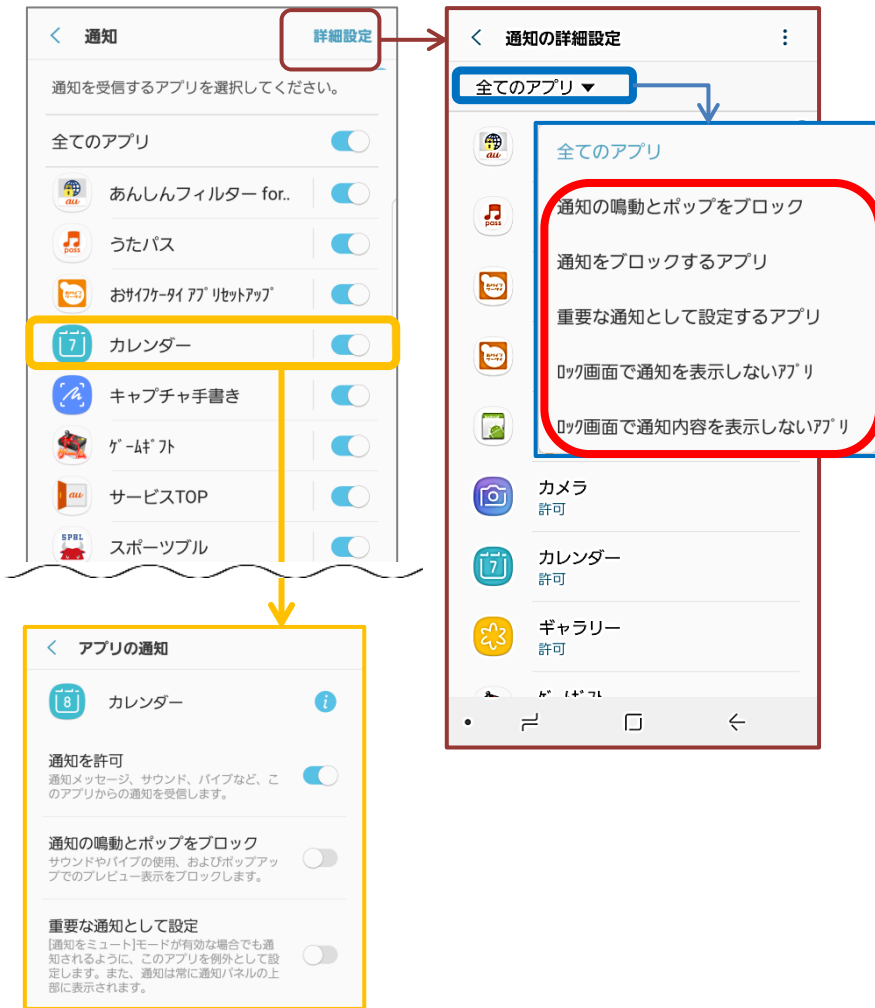 通知
詳細設定
通知を受信するアプリを選択してください。
全てのアプリ
あんしんフィルター for..
au
うたパス
pass
おサイフケータイ アプリセットアップ
カレンダー
7
キャプチャ手書き
ゲームギフト
サービスTOP
au
スポーツブル
SPBL
アプリの通知
カレンダー
8
通知を許可
通知メッセージ、サウンド、バイブなど、こ
のアプリからの通知を受信します。
通知の鳴動とポップをブロック
サウンドやバイブの使用、およびポップアッ
プでのプレビュー表示をブロックします。
重要な通知として設定
[通知をミュート]モードが有効な場合でも通
知されるように、このアプリを例外として設
定します。また、通知は常に通知パネルの上
部に表示されます。
通知の詳細設定
全てのアプリ ▼
au
pass
全てのアプリ
通知の鳴動とポップをブロック
通知をブロックするアプリ
重要な通知として設定するアプリ
ロック画面で通知を表示しないアプリ
ロック画面で通知内容を表示しないアプリ
カメラ
許可
カレンダー
7
許可
ギャラリー
許可